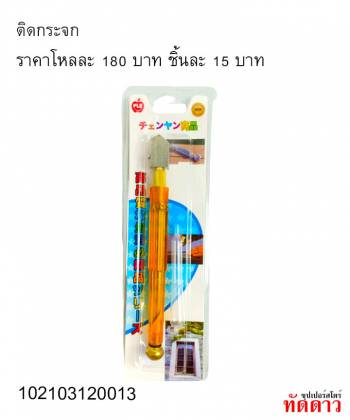 ติดกระจก
ราคาโหลละ 180 บาท ชิ้นละ 15 บาท
チェンヤン商品
102103120013
ซุปเปอร์สโตร์
ทัดดาว